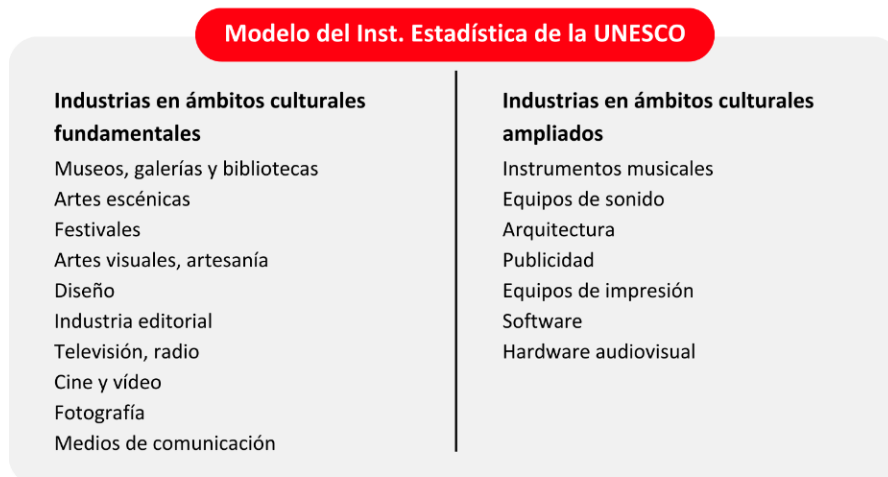 Modelo del Inst. Estadística de la UNESCO
Industrias en ámbitos culturales
fundamentales
Museos, galerías y bibliotecas
Artes escénicas
Festivales
Artes visuales, artesanía
Diseño
Industria editorial
Televisión, radio
Cine y vídeo
Fotografía
Medios de comunicación
Industrias en ámbitos culturales
ampliados
Instrumentos musicales
Equipos de sonido
Arquitectura
Publicidad
Equipos de impresión
Software
Hardware audiovisual